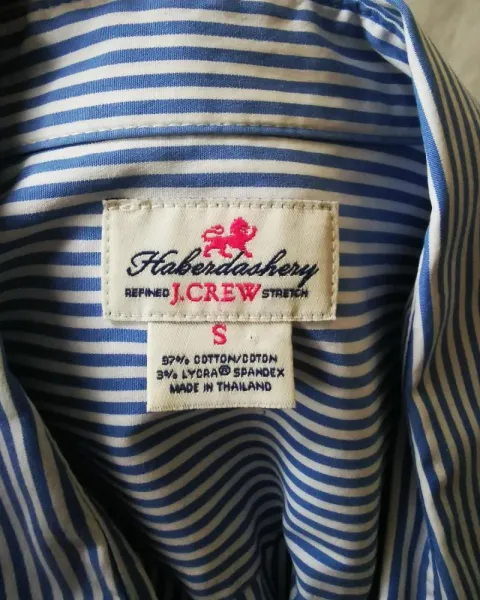 Haberdashery
REFINED J.CREW STRETCH
S
97% COTTON/COTON
3% LYCRA® SPANDEX
MADE IN THAILAND